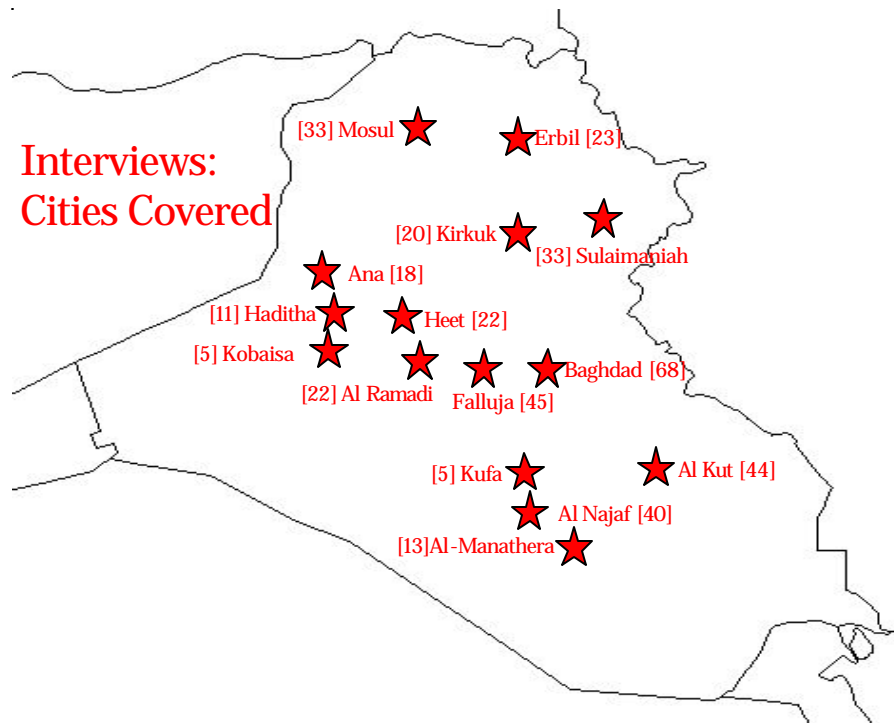 Interviews:
Cities Covered
[33] Mosul
Erbil [23]
[20] Kirkuk
[33] Sulaimaniah
Ana [18]
[11] Haditha
Heet [22]
[5] Kobaisa
[22] Al Ramadi
Falluja [45]
Baghdad [68]
[5] Kufa
Al Kut [44]
Al Najaf [40]
[13]Al-Manathera